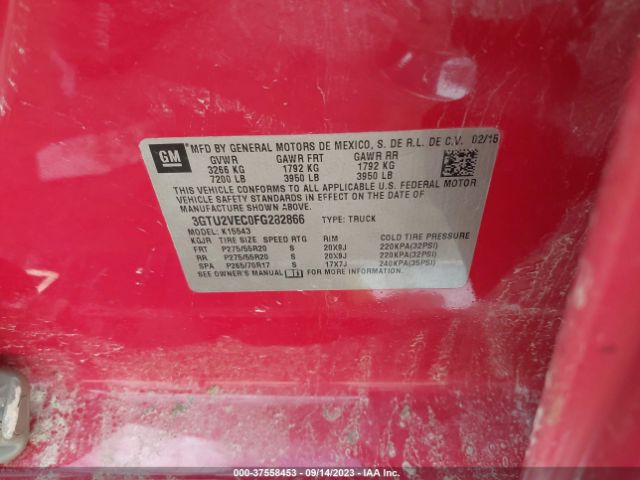 GM
MFD BY GENERAL MOTORS DE MEXICO, S. DE R.L. DE C.V. 02/15
GVWR GAWR FRT GAWR RR
3266 KG 1792 KG 1792 KG
7200 LB 3950 LB 3950 LB
THIS VEHICLE CONFORMS TO ALL APPLICABLE U.S. FEDERAL MOTOR
VEHICLE SAFETY STANDARDS IN EFFECT ON THE DATE OF
MANUFACTURE SHOWN ABOVE.
3GTU2VEC0FG282866 TYPE: TRUCK
MODEL: K15543
KGJR TIRE SIZE SPEED RTG RIM COLD TIRE PRESSURE
FRT P275/55R20 S 20X9J 220KPA(32PSI)
RR P275/55R20 S 20X9J 220KPA(32PSI)
SPA P265/70R17 S 17X7J 240KPA(35PSI)
SEE OWNER'S MANUAL FOR MORE INFORMATION.
000-37558453 - 09/14/2023 - IAA Inc.